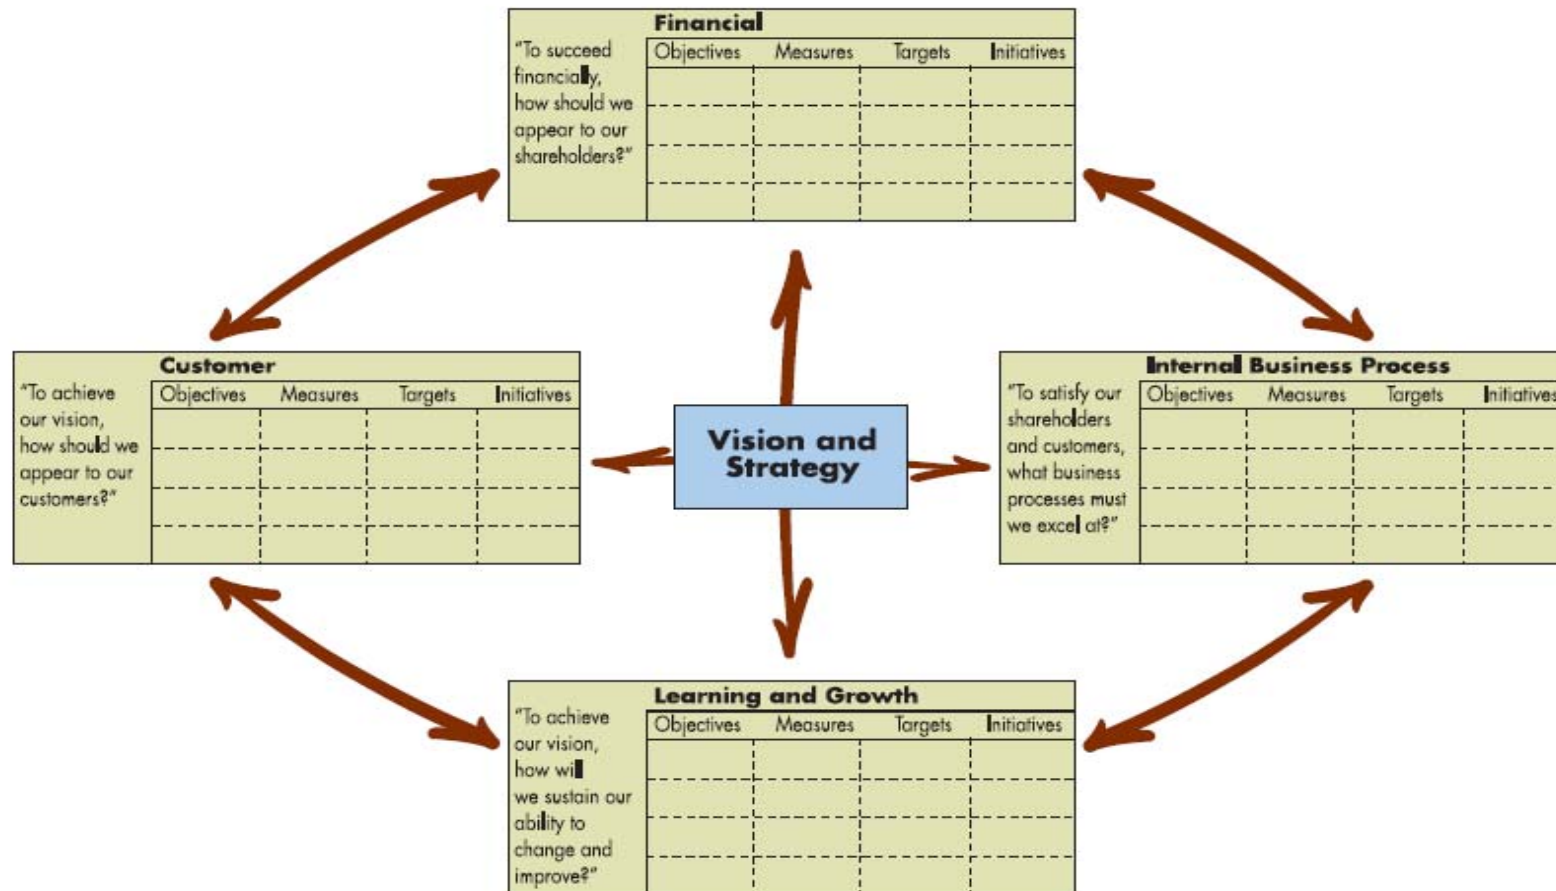 Financial
"To succeed
financially,
how should we
appear to our
shareholders?"
Objectives Measures Targets Initiatives
Customer
"To achieve
our vision,
how should we
appear to our
customers?"
Objectives Measures Targets Initiatives
Vision and
Strategy
Internal Business Process
"To satisfy our
shareholders
and customers,
what business
processes must
we excel at?"
Objectives Measures Targets Initiatives
Learning and Growth
"To achieve
our vision,
how will
we sustain our
ability to
change and
improve?"
Objectives Measures Targets Initiatives